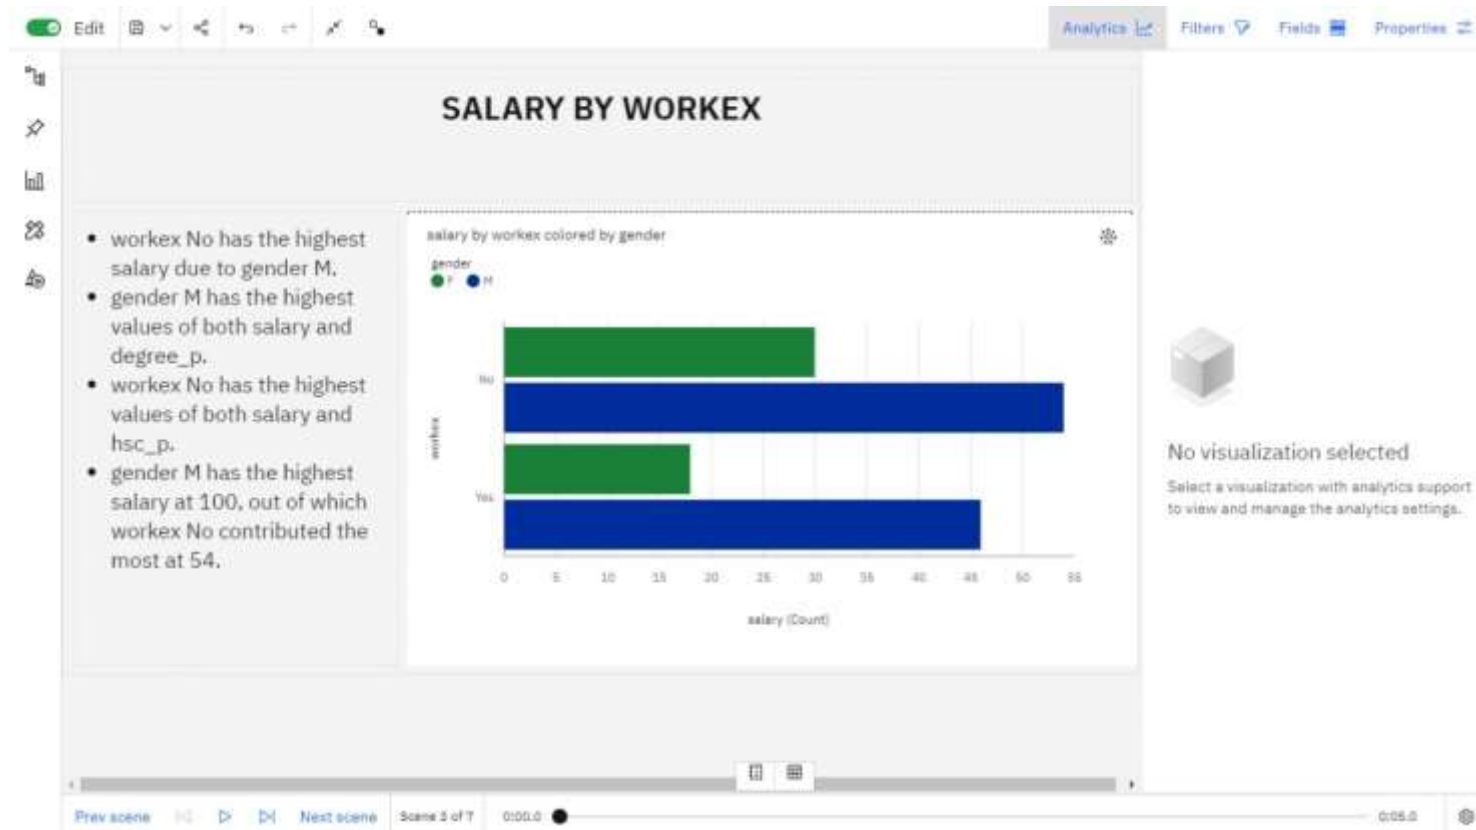 Edit
Analytics
Filters
Fields
Properties
SALARY BY WORKEX
• workex No has the highest
salary due to gender M.
• gender M has the highest
values of both salary and
degree_p.
• workex No has the highest
values of both salary and
hsc_p.
• gender M has the highest
salary at 100, out of which
workex No contributed the
most at 54.
salary by workex colored by gender
gender
F M
workex
No
Yes
0 5 10 15 20 25 30 35 40 45 50 55
salary (Count)
No visualization selected
Select a visualization with analytics support
to view and manage the analytics settings.
Prev scene
Next scene
Scene 3 of 7
0:00.0
0:05.0